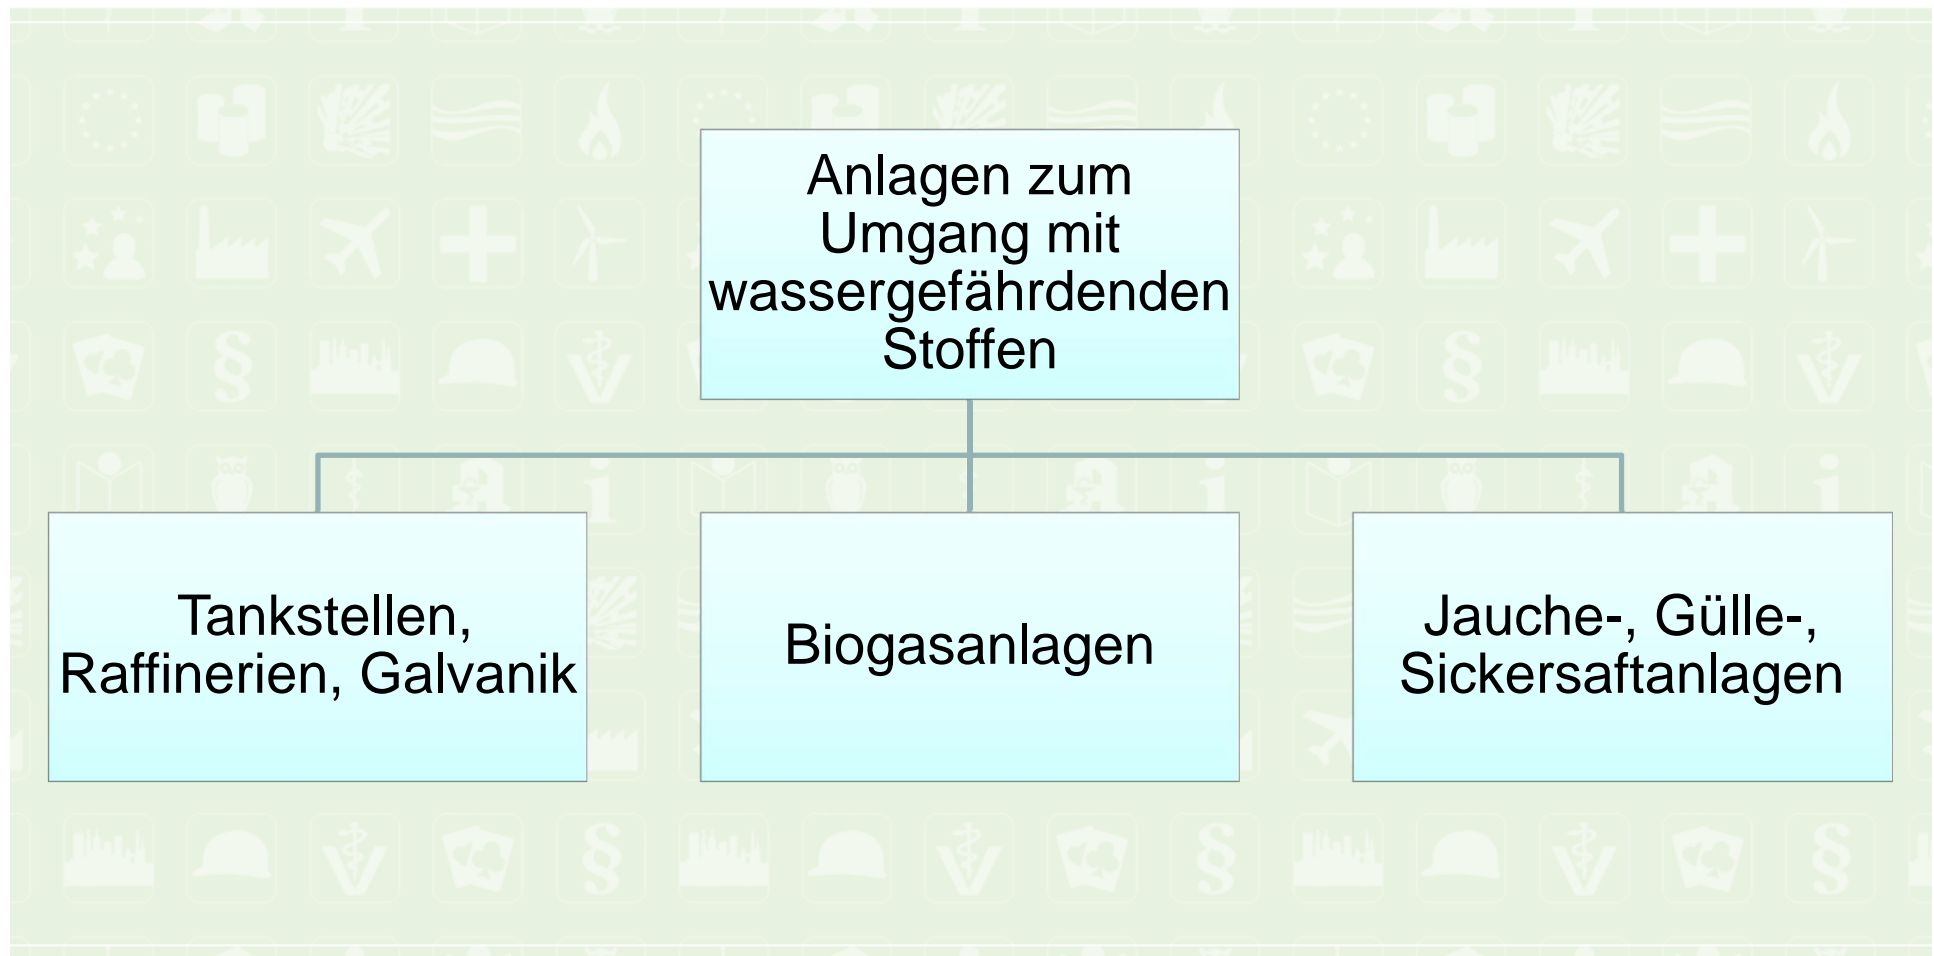 Anlagen zum
Umgang mit
wassergefährdenden
Stoffen
Tankstellen,
Raffinerien, Galvanik
Biogasanlagen
Jauche-, Gülle-,
Sickersaftanlagen